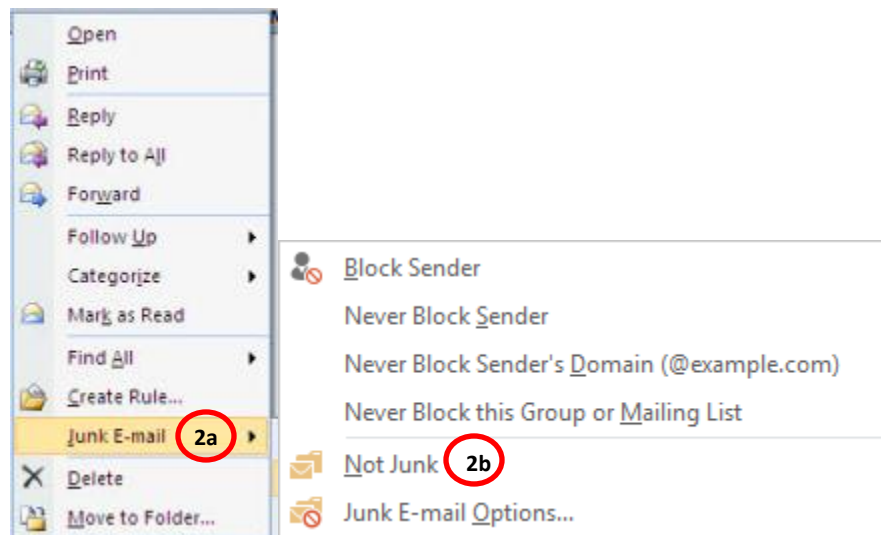 Open
Print
Reply
Reply to All
Forward
Follow Up
Categorize
Mark as Read
Find All
Create Rule...
Junk E-mail 2a
Delete
Move to Folder...
Block Sender
Never Block Sender
Never Block Sender's Domain (@example.com)
Never Block this Group or Mailing List
Not Junk 2b
Junk E-mail Options...